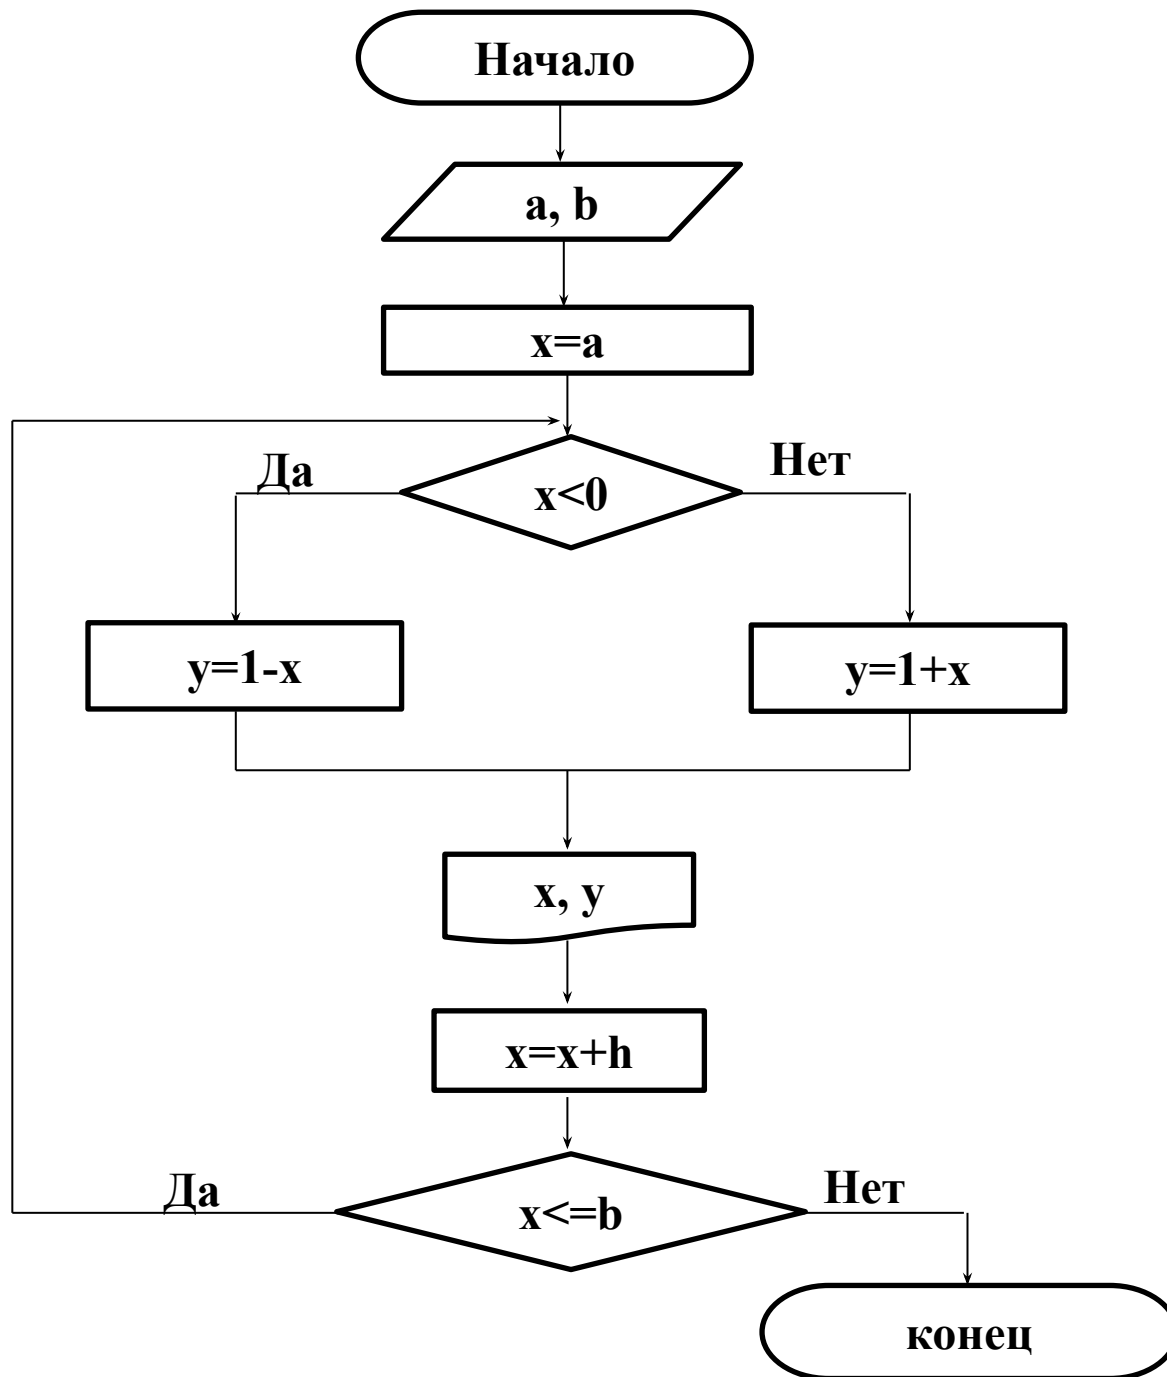 Начало
a, b
x=a
Да
Нет
x<0
y=1-x
y=1+x
x, y
x=x+h
Да
Нет
x<=b
конец